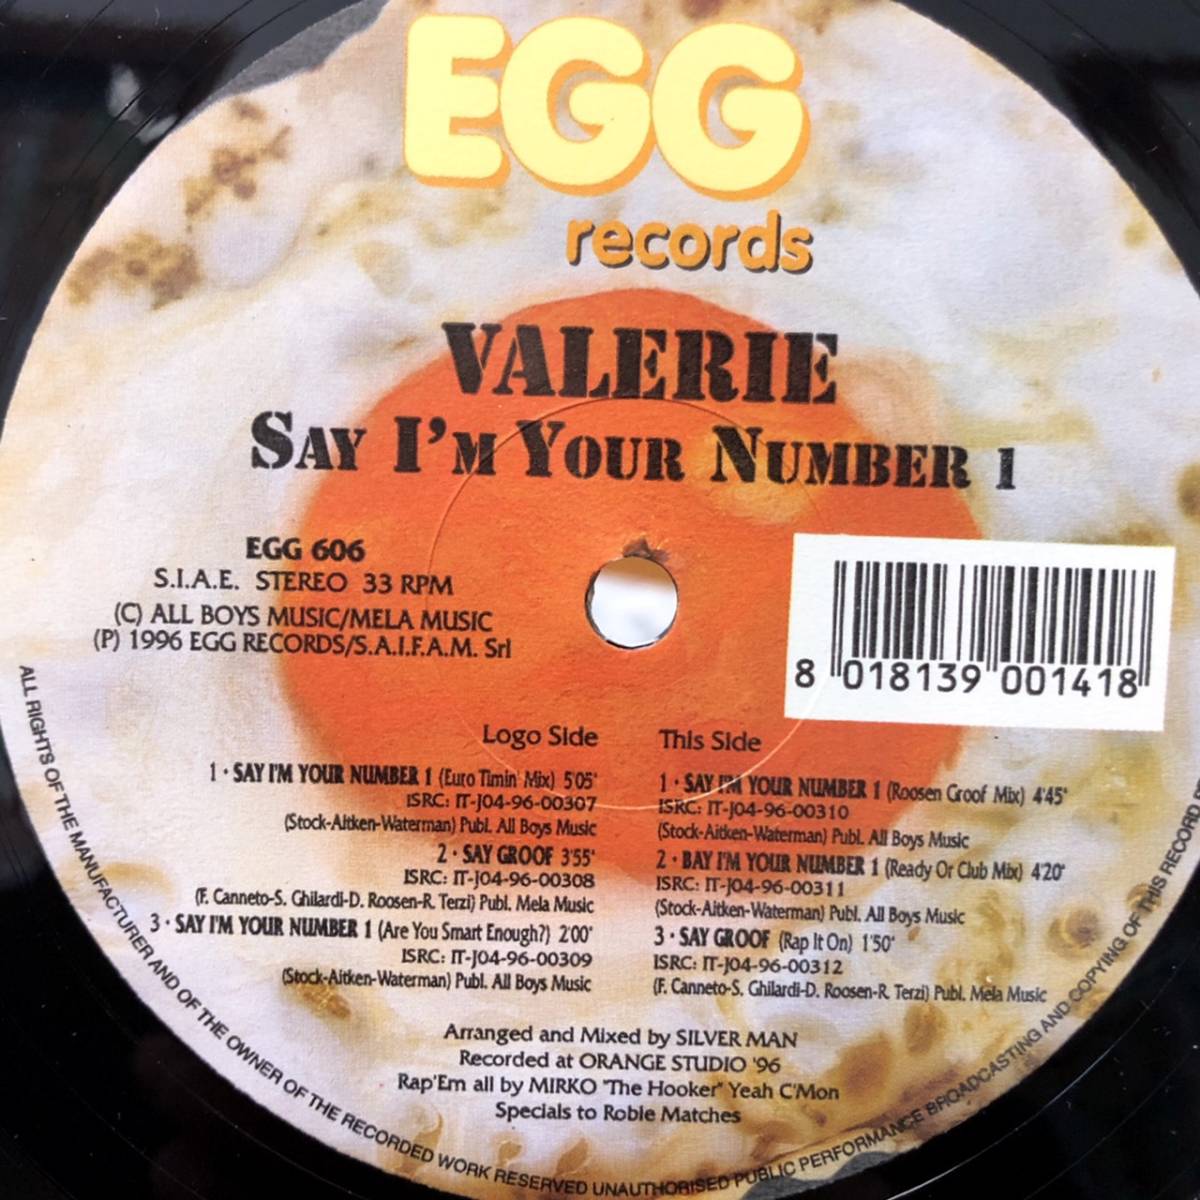 EGG
records
VALERIE
SAY I'M YOUR NUMBER 1
EGG 606
S.I.A.E. STEREO 33 RPM
(C) ALL BOYS MUSIC/MELA MUSIC
(P) 1996 EGG RECORDS/S.A.I.F.A.M. Srl
8 018139 001418
Logo Side
1 · SAY I'M YOUR NUMBER 1 (Euro Timin' Mix) 5'05"
ISRC: IT-J04-96-00307
(Stock-Aitken-Waterman) Publ. All Boys Music
2 · SAY GROOF 3'55"
ISRC: IT-J04-96-00308
(F. Canneto-S. Ghilardi-D. Roosen-R. Terzi) Publ. Mela Music
3 · SAY I'M YOUR NUMBER 1 (Are You Smart Enough?) 2'00"
ISRC: IT-J04-96-00309
(Stock-Aitken-Waterman) Publ. All Boys Music
This Side
1 · SAY I'M YOUR NUMBER 1 (Roosen Groof Mix) 4'45"
ISRC: IT-J04-96-00310
(Stock-Aitken-Waterman) Publ. All Boys Music
2 · BAY I'M YOUR NUMBER 1 (Ready Or Club Mix) 4'20"
ISRC: IT-J04-96-00311
(Stock-Aitken-Waterman) Publ. All Boys Music
3 · SAY GROOF (Rap It On) 1'50"
ISRC: IT-J04-96-00312
(F. Canneto-S. Ghilardi-D. Roosen-R. Terzi) Publ. Mela Music
Arranged and Mixed by SILVER MAN
Recorded at ORANGE STUDIO '96
Rap'Em all by MIRKO "The Hooker" Yeah C'Mon
Specials to Robie Matches
ALL RIGHTS OF THE MANUFACTURER AND OF THE OWNER OF THE RECORDED WORK RESERVED UNAUTHORISED PUBLIC PERFORMANCE BROADCASTING AND COPYING OF THIS RECORD